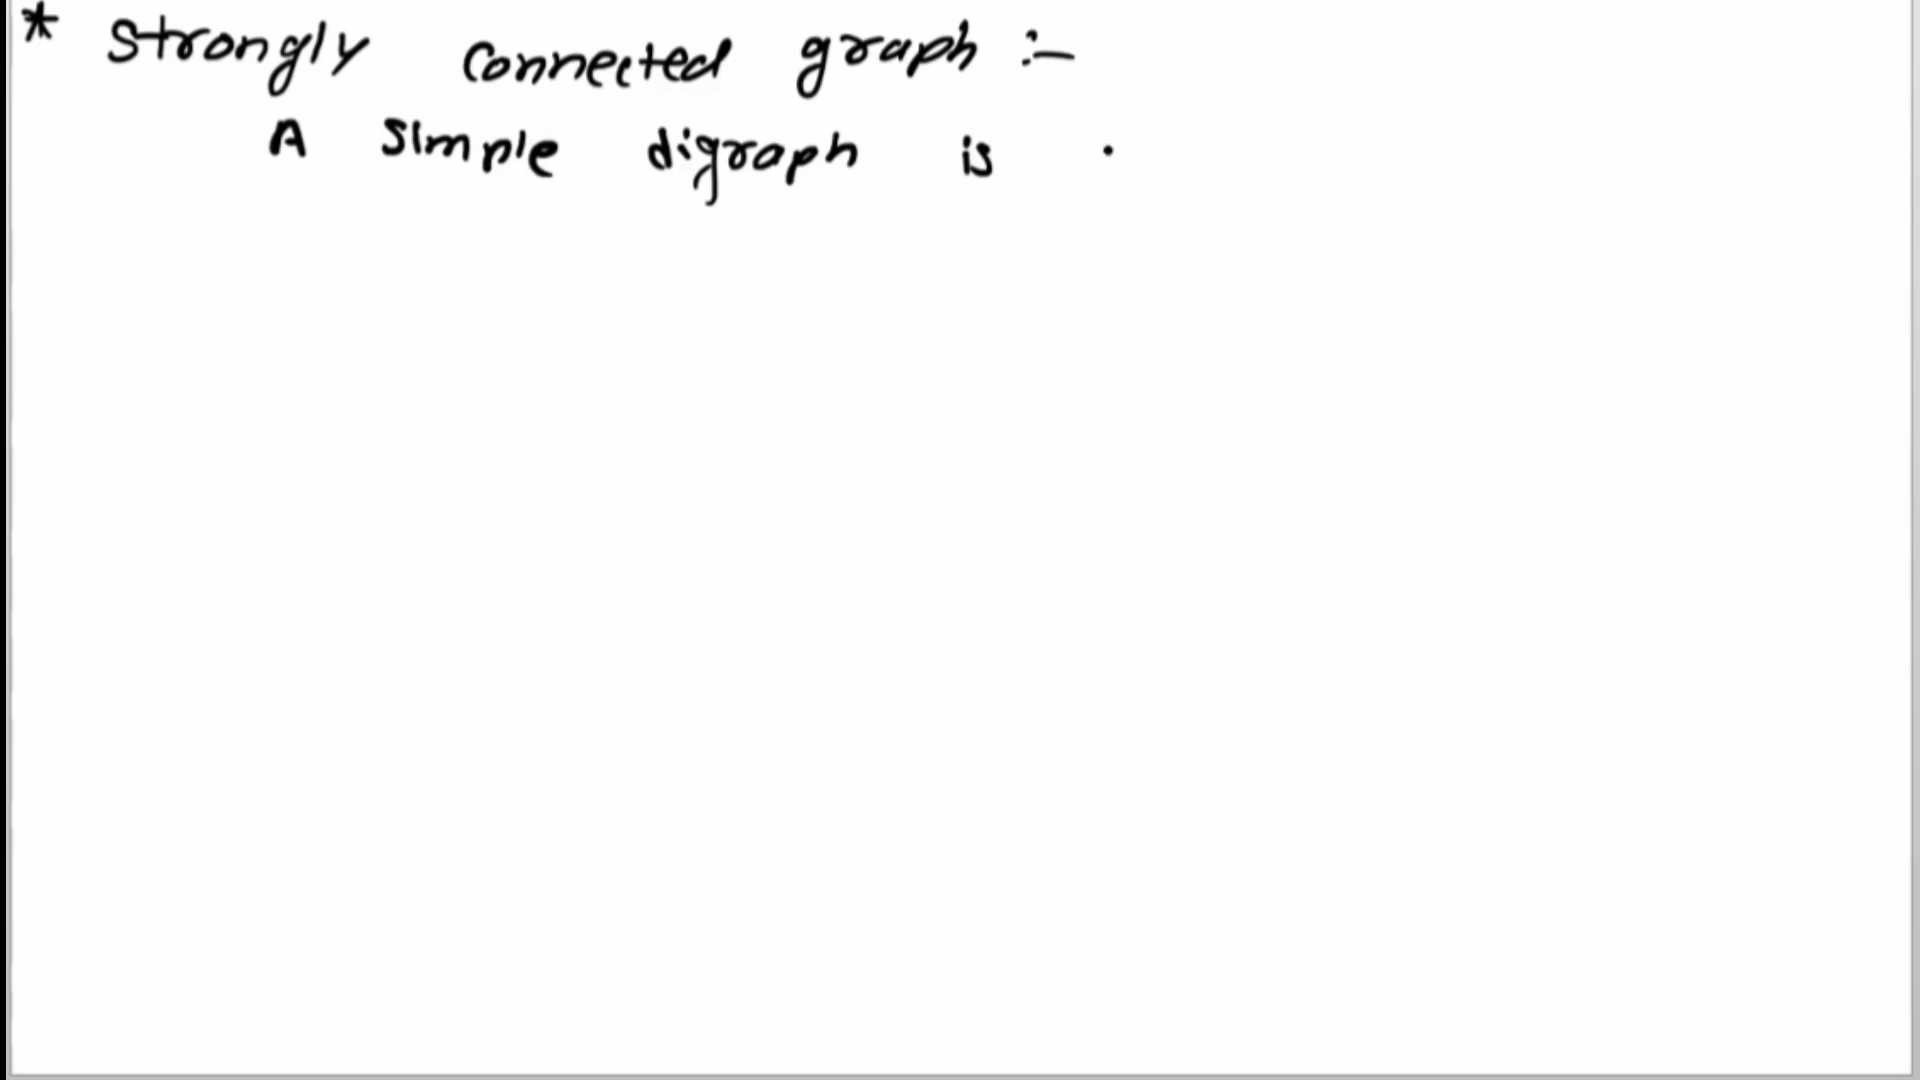 * Strongly Connected graph :-
A simple digraph is .